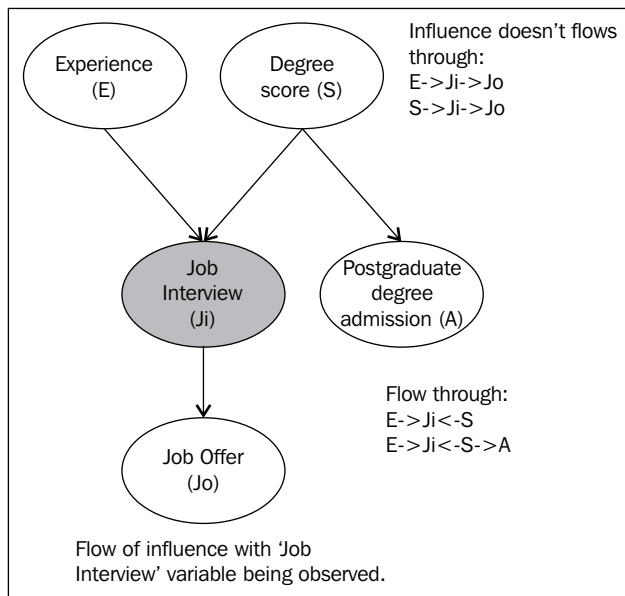 Experience
(E)
Degree
score (S)
Influence doesn't flows
through:
E->Ji->Jo
S->Ji->Jo
Job
Interview
(Ji)
Postgraduate
degree
admission (A)
Flow through:
E->Ji<-S
E->Ji<-S->A
Job Offer
(Jo)
Flow of influence with 'Job
Interview' variable being observed.